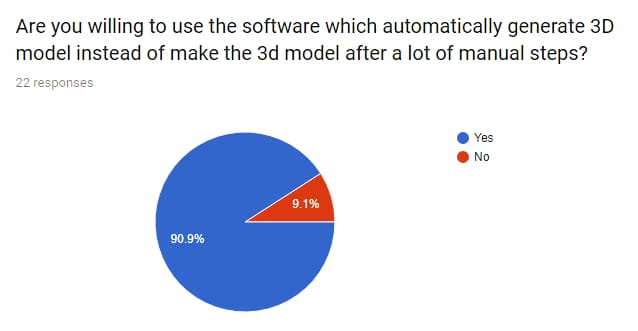 Are you willing to use the software which automatically generate 3D
model instead of make the 3d model after a lot of manual steps?
22 responses
Yes
No
9.1%
90.9%